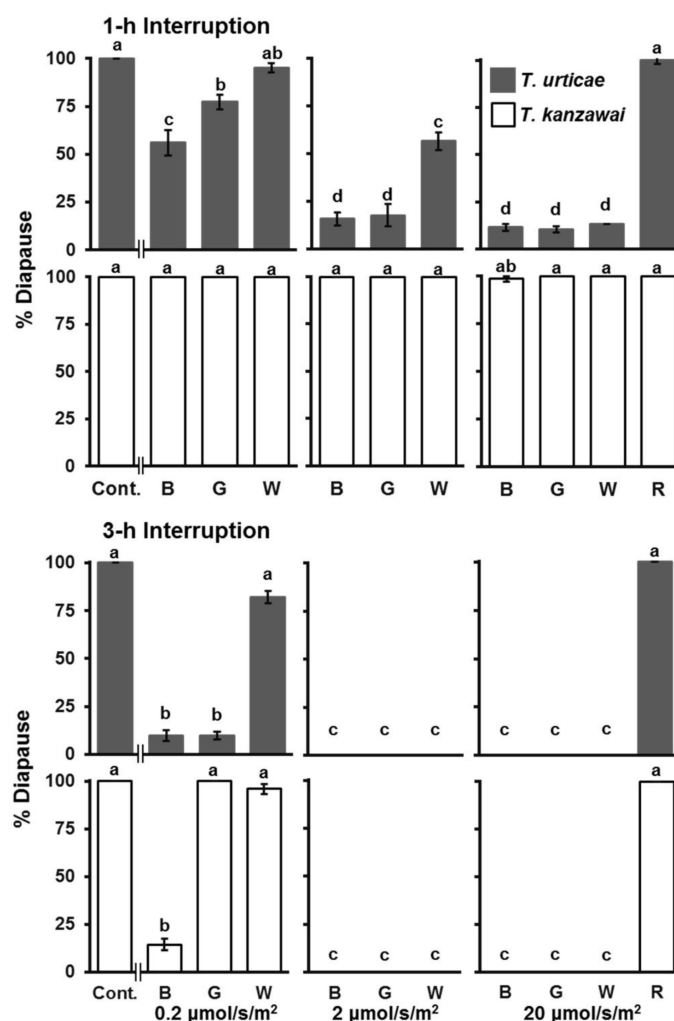 1-h Interruption
100 a ab a
75 c b c
50
25 d d d d d
0
T. urticae
T. kanzawai
% Diapause
100 a a a a a a a ab a a a
75
50
25
0
Cont. B G W B G W B G W R
3-h Interruption
100 a a a
75
50
25 b b
0 c c c c c c
% Diapause
100 a a a a
75
50
25 b
0 c c c c c c
Cont. B G W B G W B G W R
0.2 µmol/s/m² 2 µmol/s/m² 20 µmol/s/m²